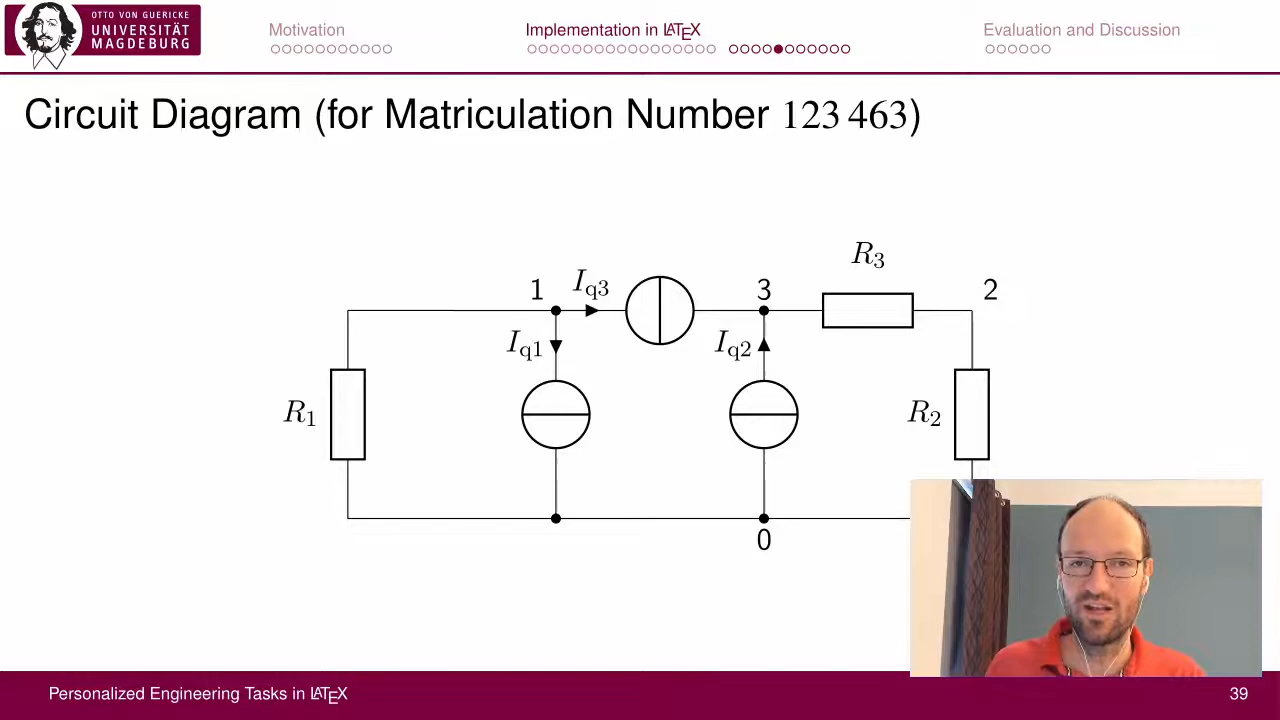 OTTO VON GUERICKE
UNIVERSITÄT
MAGDEBURG
Motivation
Implementation in LATEX
Evaluation and Discussion
Circuit Diagram (for Matriculation Number 123 463)
R3
1
Iq3
3
2
Iq1
Iq2
R1
R2
0
Personalized Engineering Tasks in LATEX
39